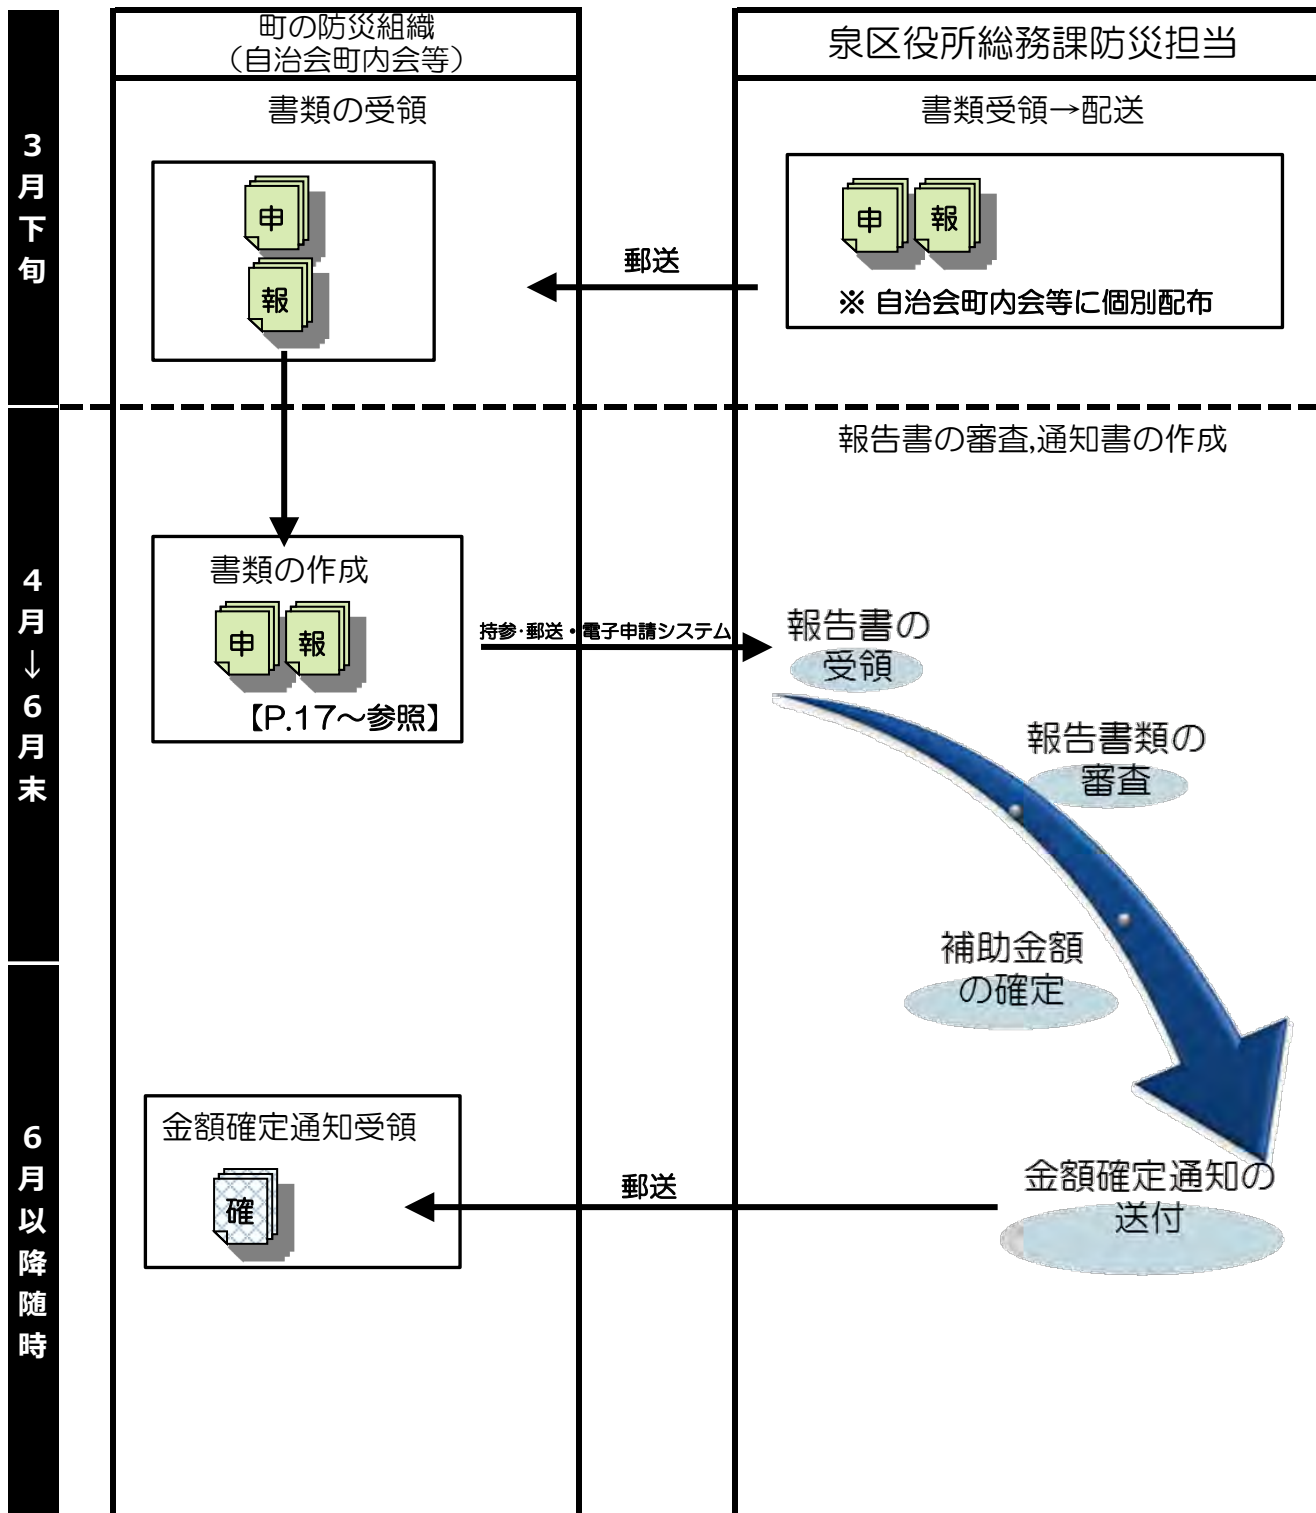 町の防災組織
（自治会町内会等）
泉区役所総務課防災担当
3月下旬
書類の受領
申
報
書類受領→配送
申
報
※ 自治会町内会等に個別配布
郵送
4月↓6月末
報告書の審査,通知書の作成
書類の作成
申
報
【P.17～参照】
持参・郵送・電子申請システム
報告書の
受領
報告書類の
審査
補助金額
の確定
6月以降随時
金額確定通知受領
確
郵送
金額確定通知の
送付